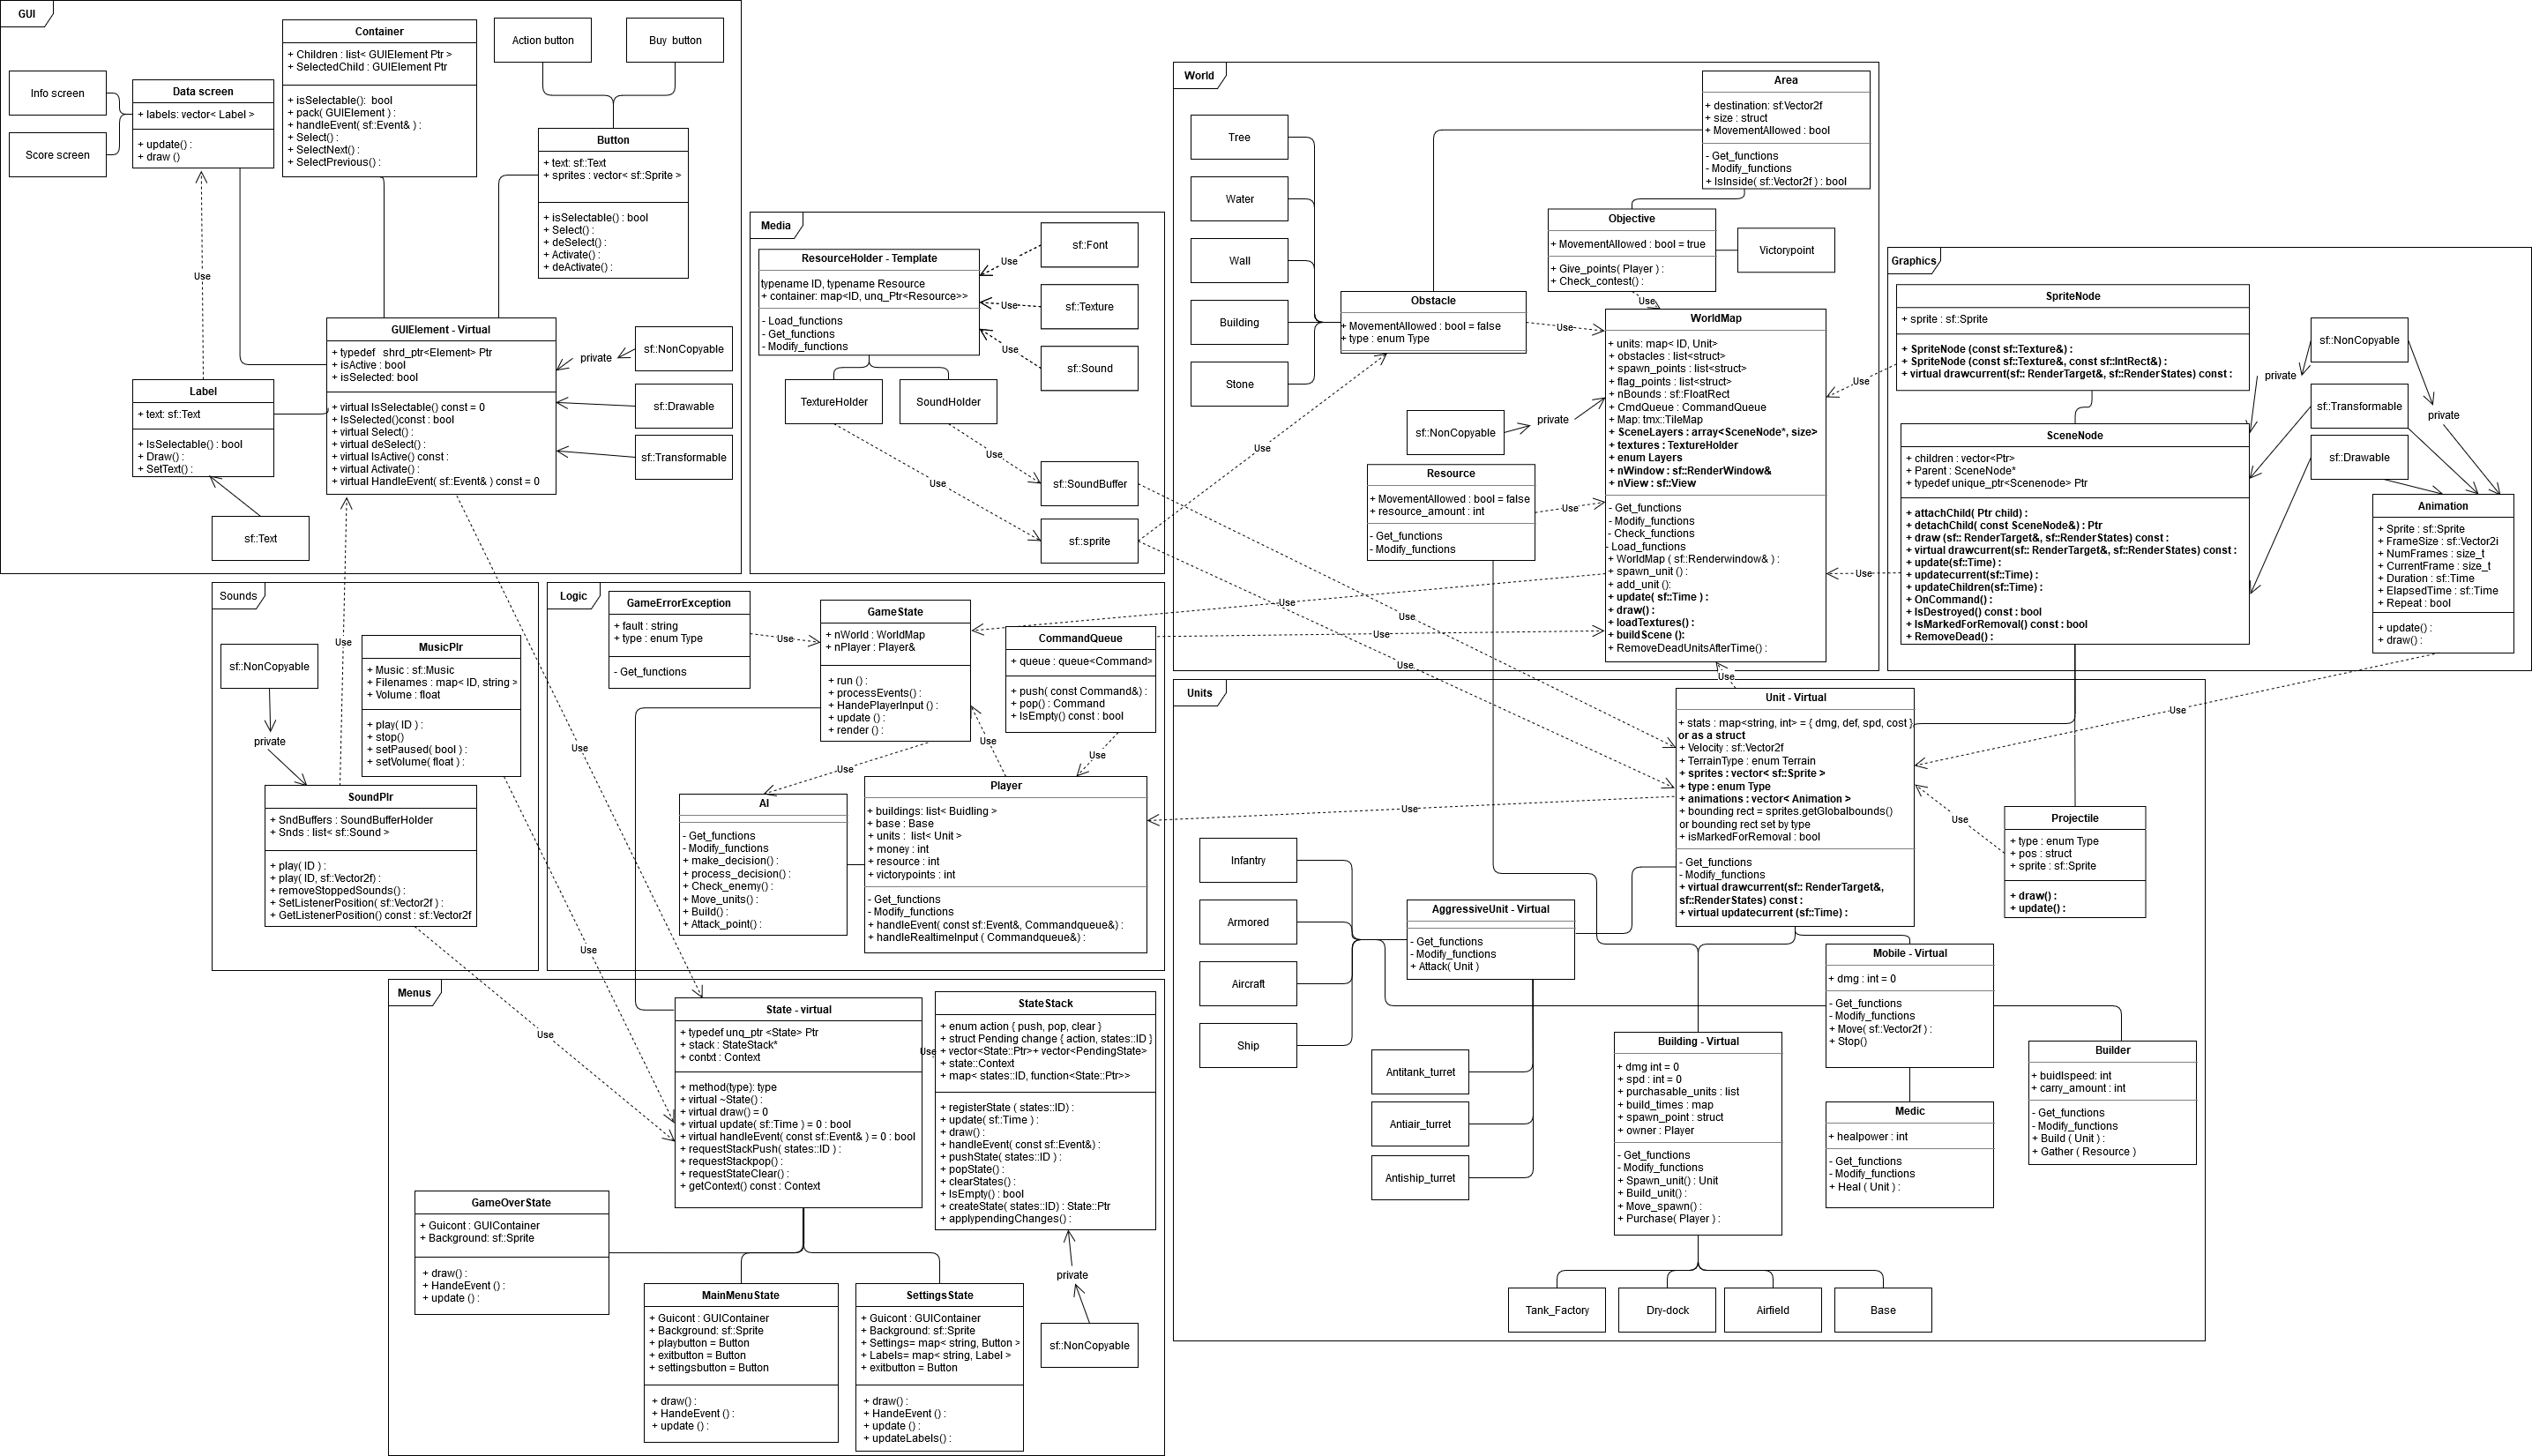 GUI
Container
+ Children : list< GUIElement Ptr >
+ SelectedChild : GUIElement Ptr
+ isSelectable():  bool
+ pack( GUIElement ) :
+ handleEvent( sf::Event& ) :
+ Select() :
+ SelectNext() :
+ SelectPrevious() :
Action button
Buy  button
Info screen
Score screen
Data screen
+ labels: vector< Label >
+ update() :
+ draw ()
Button
+ text: sf::Text
+ sprites : vector< sf::Sprite >
+ isSelectable() : bool
+ Select() :
+ deSelect() :
+ Activate() :
+ deActivate() :
Use
GUIElement - Virtual
+ typedef   shrd_ptr<Element> Ptr
+ isActive : bool
+ isSelected: bool
+ virtual IsSelectable() const = 0
+ IsSelected()const : bool
+ virtual Select() :
+ virtual deSelect() :
+ virtual IsActive() const :
+ virtual Activate() :
+ virtual HandleEvent( sf::Event& ) const = 0
private
sf::NonCopyable
sf::Drawable
sf::Transformable
Label
+ text: sf::Text
+ IsSelectable() : bool
+ Draw() :
+ SetText() :
sf::Text
Media
ResourceHolder - Template
typename ID, typename Resource
+ container: map<ID, unq_Ptr<Resource>>
- Load_functions
- Get_functions
- Modify_functions
Use
Use
Use
sf::Font
sf::Texture
sf::Sound
TextureHolder
SoundHolder
Use
Use
sf::SoundBuffer
sf::sprite
World
Tree
Water
Wall
Building
Stone
Area
+ destination: sf:Vector2f
+ size : struct
+ MovementAllowed : bool
- Get_functions
- Modify_functions
+ IsInside( sf::Vector2f ) : bool
Objective
+ MovementAllowed : bool = true
+ Give_points( Player ) :
+ Check_contest() :
Victorypoint
Use
Obstacle
+ MovementAllowed : bool = false
+ type : enum Type
Use
Use
WorldMap
+ units: map< ID, Unit>
+ obstacles : list<struct>
+ spawn_points : list<struct>
+ flag_points : list<struct>
+ nBounds : sf::FloatRect
+ CmdQueue : CommandQueue
+ Map: tmx::TileMap
+ SceneLayers : array<SceneNode*, size>
+ textures : TextureHolder
+ enum Layers
+ nWindow : sf::RenderWindow&
+ nView : sf::View
- Get_functions
- Modify_functions
- Check_functions
- Load_functions
+ WorldMap ( sf::Renderwindow& ) :
+ spawn_unit () :
+ add_unit ():
+ update( sf::Time ) :
+ draw() :
+ loadTextures() :
+ buildScene ():
+ RemoveDeadUnitsAfterTime() :
sf::NonCopyable
private
Resource
+ MovementAllowed : bool = false
+ resource_amount : int
- Get_functions
- Modify_functions
Use
Use
Use
Use
Use
Use
Graphics
SpriteNode
+ sprite : sf::Sprite
+ SpriteNode (const sf::Texture&) :
+ SpriteNode (const sf::Texture&, const sf::IntRect&) :
+ virtual drawcurrent(sf:: RenderTarget&, sf::RenderStates) const :
Use
private
sf::NonCopyable
sf::Transformable
sf::Drawable
private
SceneNode
+ children : vector<Ptr>
+ Parent : SceneNode*
+ typedef unique_ptr<Scenenode> Ptr
+ attachChild( Ptr child) :
+ detachChild( const SceneNode&) : Ptr
+ draw (sf:: RenderTarget&, sf::RenderStates) const :
+ virtual drawcurrent(sf:: RenderTarget&, sf::RenderStates) const :
+ update(sf::Time) :
+ updatecurrent(sf::Time) :
+ updateChildren(sf::Time) :
+ OnCommand() :
+ IsDestroyed() const : bool
+ IsMarkedForRemoval() const : bool
+ RemoveDead() :
Use
Animation
+ Sprite : sf::Sprite
+ FrameSize : sf::Vector2i
+ NumFrames : size_t
+ CurrentFrame : size_t
+ Duration : sf::Time
+ ElapsedTime : sf::Time
+ Repeat : bool
+ update() :
+ draw() :
Use
Sounds
sf::NonCopyable
private
Use
MusicPlr
+ Music : sf::Music
+ Filenames : map< ID, string >
+ Volume : float
+ play( ID ) :
+ stop()
+ setPaused( bool ) :
+ setVolume( float ) :
SoundPlr
+ SndBuffers : SoundBufferHolder
+ Snds : list< sf::Sound >
+ play( ID ) :
+ play( ID, sf::Vector2f) :
+ removeStoppedSounds() :
+ SetListenerPosition( sf::Vector2f ) :
+ GetListenerPosition() const : sf::Vector2f
Use
Use
Use
Logic
GameErrorException
+ fault : string
+ type : enum Type
- Get_functions
Use
GameState
+ nWorld : WorldMap
+ nPlayer : Player&
+ run () :
+ processEvents() :
+ HandePlayerInput () :
+ update () :
+ render () :
CommandQueue
+ queue : queue<Command>
+ push( const Command&) :
+ pop() : Command
+ IsEmpty() const : bool
Use
Use
Use
AI
- Get_functions
- Modify_functions
+ make_decision() :
+ process_decision() :
+ Check_enemy() :
+ Move_units() :
+ Build() :
+ Attack_point() :
Player
+ buildings: list< Buidling >
+ base : Base
+ units :  list< Unit >
+ money : int
+ resource : int
+ victorypoints : int
- Get_functions
- Modify_functions
+ handleEvent( const sf::Event&, Commandqueue&) :
+ handleRealtimeInput ( Commandqueue&) :
Use
Menus
State - virtual
+ typedef unq_ptr <State> Ptr
+ stack : StateStack*
+ contxt : Context
+ method(type): type
+ virtual ~State() :
+ virtual draw() = 0
+ virtual update( sf::Time ) = 0 : bool
+ virtual handleEvent( const sf::Event& ) = 0 : bool
+ requestStackPush( states::ID ) :
+ requestStackpop() :
+ requestStateClear() :
+ getContext() const : Context
Use
StateStack
+ enum action { push, pop, clear }
+ struct Pending change { action, states::ID }
+ vector<State::Ptr>+ vector<PendingState>
+ state::Context
+ map< states::ID, function<State::Ptr>>
+ registerState ( states::ID) :
+ update( sf::Time ) :
+ draw() :
+ handleEvent( const sf::Event&) :
+ pushState( states::ID ) :
+ popState() :
+ clearStates() :
+ IsEmpty() : bool
+ createState( states::ID) : State::Ptr
+ applypendingChanges() :
private
sf::NonCopyable
GameOverState
+ Guicont : GUIContainer
+ Background: sf::Sprite
+ draw() :
+ HandeEvent () :
+ update () :
MainMenuState
+ Guicont : GUIContainer
+ Background: sf::Sprite
+ playbutton = Button
+ exitbutton = Button
+ settingsbutton = Button
+ draw() :
+ HandeEvent () :
+ update () :
SettingsState
+ Guicont : GUIContainer
+ Background: sf::Sprite
+ Settings= map< string, Button >
+ Labels= map< string, Label >
+ exitbutton = Button
+ draw() :
+ HandeEvent () :
+ update () :
+ updateLabels() :
Units
Unit - Virtual
+ stats : map<string, int> = { dmg, def, spd, cost }
or as a struct
+ Velocity : sf::Vector2f
+ TerrainType : enum Terrain
+ sprites : vector< sf::Sprite >
+ type : enum Type
+ animations : vector< Animation >
+ bounding rect = sprites.getGlobalbounds()
or bounding rect set by type
+ isMarkedForRemoval : bool
- Get_functions
- Modify_functions
+ virtual drawcurrent(sf:: RenderTarget&,
sf::RenderStates) const :
+ virtual updatecurrent (sf::Time) :
Use
Projectile
+ type : enum Type
+ pos : struct
+ sprite : sf::Sprite
+ draw() :
+ update() :
Infantry
Armored
Aircraft
Ship
AggressiveUnit - Virtual
- Get_functions
- Modify_functions
+ Attack( Unit )
Antitank_turret
Antiair_turret
Antiship_turret
Mobile - Virtual
+ dmg : int = 0
- Get_functions
- Modify_functions
+ Move( sf::Vector2f ) :
+ Stop()
Building - Virtual
+ dmg int = 0
+ spd : int = 0
+ purchasable_units : list
+ build_times : map
+ spawn_point : struct
+ owner : Player
- Get_functions
- Modify_functions
+ Spawn_unit() : Unit
+ Build_unit() :
+ Move_spawn() :
+ Purchase( Player ) :
Medic
+ healpower : int
- Get_functions
- Modify_functions
+ Heal ( Unit ) :
Builder
+ buidlspeed: int
+ carry_amount : int
- Get_functions
- Modify_functions
+ Build ( Unit ) :
+ Gather ( Resource )
Tank_Factory
Dry-dock
Airfield
Base